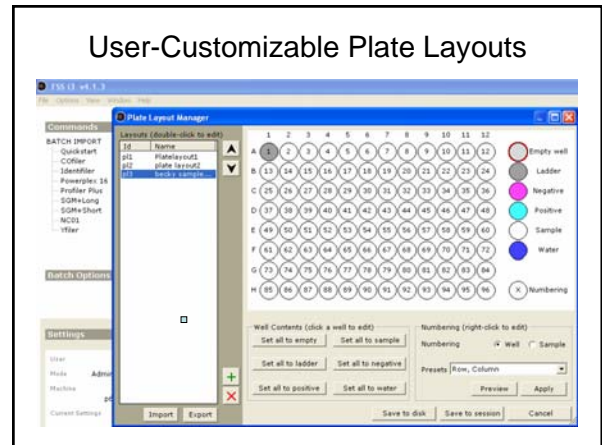 User-Customizable Plate Layouts
FSS i3 v4.1.3
File Options View Window Help
Plate Layout Manager
Commands
BATCH IMPORT
Quickstart
COfiler
Identifiler
Powerplex 16
Profiler Plus
SGM+Long
SGM+Short
NC01
Yfiler
Batch Options
Settings
User
Mode Admin
Machine
Current Settings
Layouts (double-click to edit)
Id Name
pl1 Platelayout1
pl2 plate layout2
pl3 becky sample...
Import Export
1 2 3 4 5 6 7 8 9 10 11 12
A 1 2 3 4 5 6 7 8 9 10 11 12
B 13 14 15 16 17 18 19 20 21 22 23 24
C 25 26 27 28 29 30 31 32 33 34 35 36
D 37 38 39 40 41 42 43 44 45 46 47 48
E 49 50 51 52 53 54 55 56 57 58 59 60
F 61 62 63 64 65 66 67 68 69 70 71 72
G 73 74 75 76 77 78 79 80 81 82 83 84
H 85 86 87 88 89 90 91 92 93 94 95 96
Empty well
Ladder
Negative
Positive
Sample
Water
X Numbering
Well Contents (click a well to edit)
Set all to empty Set all to sample
Set all to ladder Set all to negative
Set all to positive Set all to water
Numbering (right-click to edit)
Numbering Well Sample
Presets Row, Column
Preview Apply
Save to disk Save to session Cancel